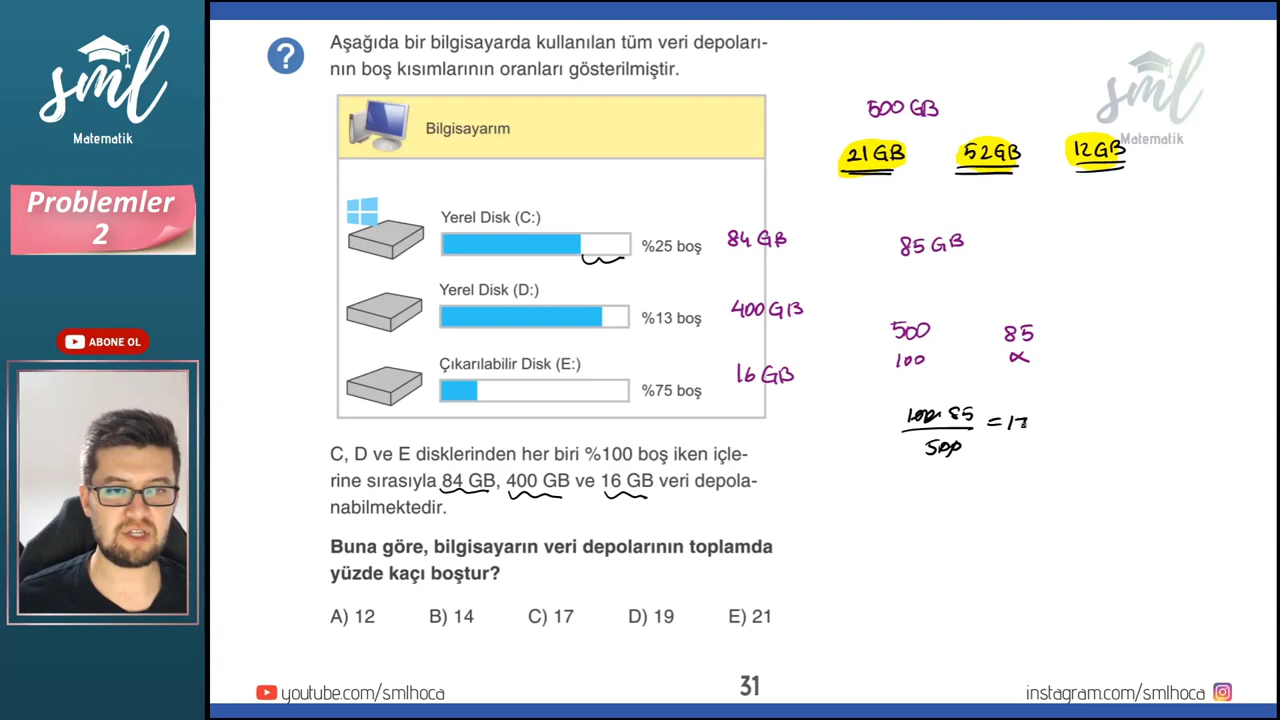 sml
Matematik
Problemler
2
ABONE OL
?
Aşağıda bir bilgisayarda kullanılan tüm veri depoları-
nın boş kısımlarının oranları gösterilmiştir.
Bilgisayarım
Yerel Disk (C:)
%25 boş
84 GB
Yerel Disk (D:)
%13 boş
400 GB
Çıkarılabilir Disk (E:)
%75 boş
16 GB
C, D ve E disklerinden her biri %100 boş iken içle-
rine sırasıyla 84 GB, 400 GB ve 16 GB veri depola-
nabilmektedir.
Buna göre, bilgisayarın veri depolarının toplamda
yüzde kaçı boştur?
A) 12 B) 14 C) 17 D) 19 E) 21
sml
Matematik
500 GB
21 GB 52 GB 12 GB
85 GB
500 85
100 x
100.85
500
= 17
youtube.com/smlhoca
31
instagram.com/smlhoca